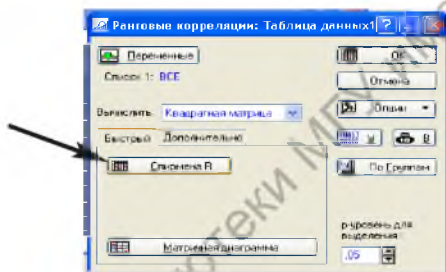 Ранговые корреляции: Таблица данных1
Переменные
OK
Список 1: ВСЕ
Отмена
Вычислить: Квадратная матрица
Опции
Быстрый Дополнительно
Спирмена R
По Группам
p-уровень для
выделения:
Матричная диаграмма
.05